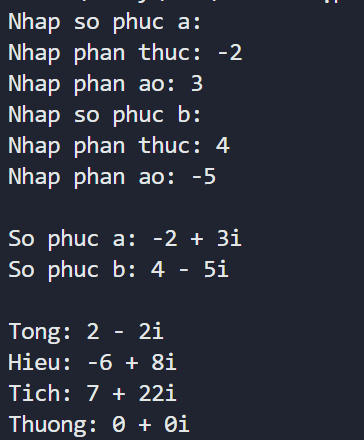 Nhap so phuc a:
Nhap phan thuc: -2
Nhap phan ao: 3
Nhap so phuc b:
Nhap phan thuc: 4
Nhap phan ao: -5
So phuc a: -2 + 3i
So phuc b: 4 - 5i
Tong: 2 - 2i
Hieu: -6 + 8i
Tich: 7 + 22i
Thuong: 0 + 0i